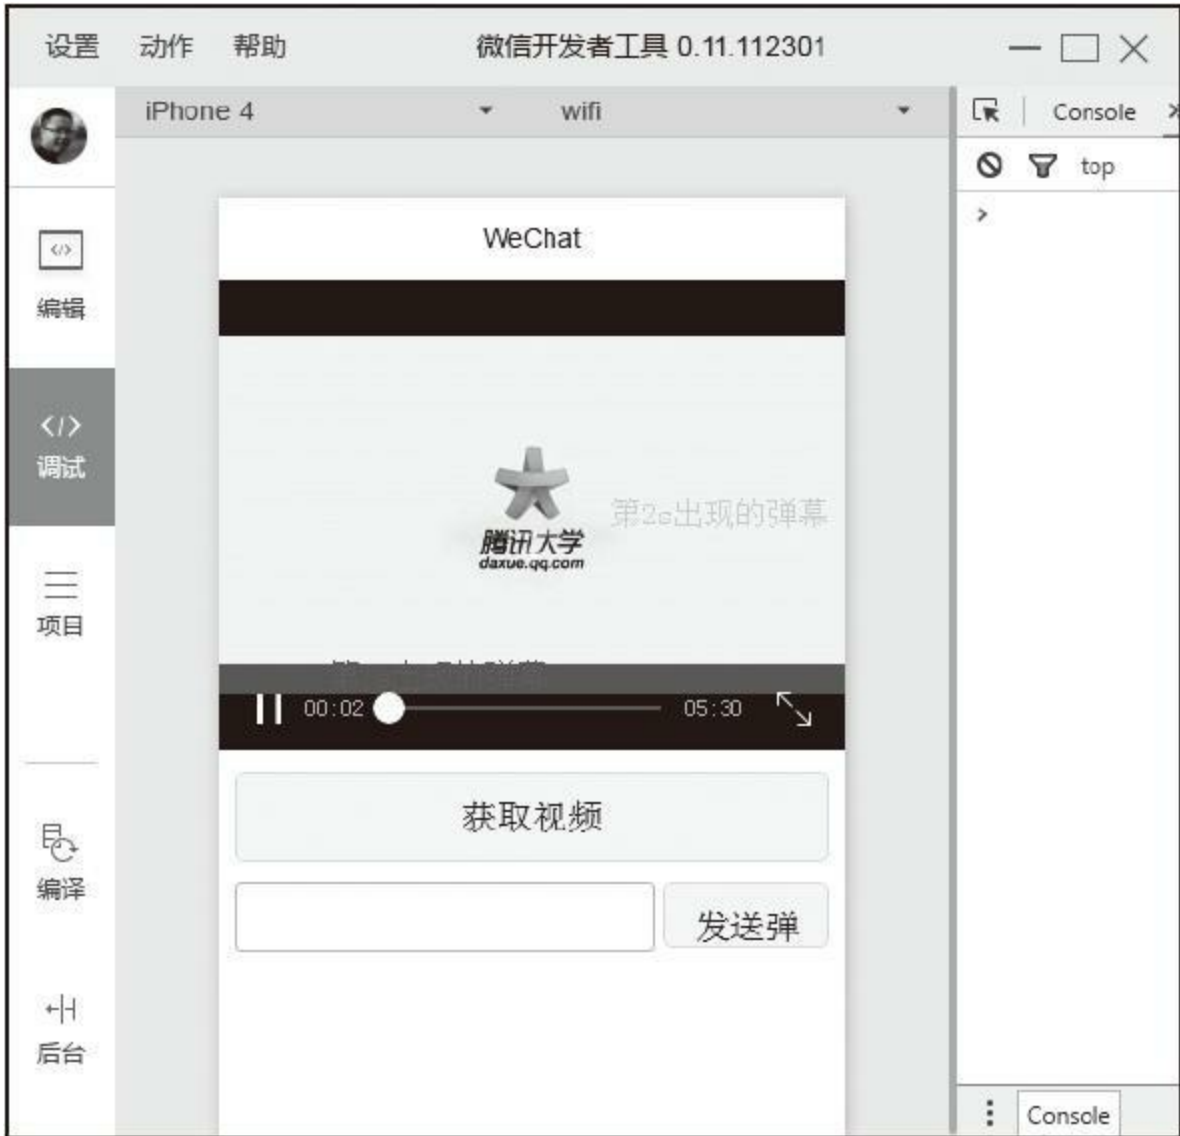 设置 动作 帮助 微信开发者工具 0.11.112301
iPhone 4 wifi Console
top
WeChat
编辑
调试
第2s出现的弹幕
腾讯大学
daxue.qq.com
项目
00:02 05:30
获取视频
编译
发送弹
后台
Console